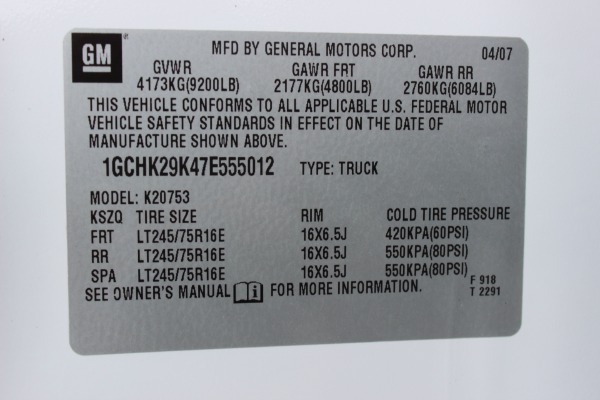 GM
MFD BY GENERAL MOTORS CORP. 04/07
GVWR GAWR FRT GAWR RR
4173KG(9200LB) 2177KG(4800LB) 2760KG(6084LB)
THIS VEHICLE CONFORMS TO ALL APPLICABLE U.S. FEDERAL MOTOR
VEHICLE SAFETY STANDARDS IN EFFECT ON THE DATE OF
MANUFACTURE SHOWN ABOVE.
1GCHK29K47E555012 TYPE: TRUCK
MODEL: K20753
KSZQ TIRE SIZE RIM COLD TIRE PRESSURE
FRT LT245/75R16E 16X6.5J 420KPA(60PSI)
RR LT245/75R16E 16X6.5J 550KPA(80PSI)
SPA LT245/75R16E 16X6.5J 550KPA(80PSI)
SEE OWNER'S MANUAL i FOR MORE INFORMATION. F 918
T 2291